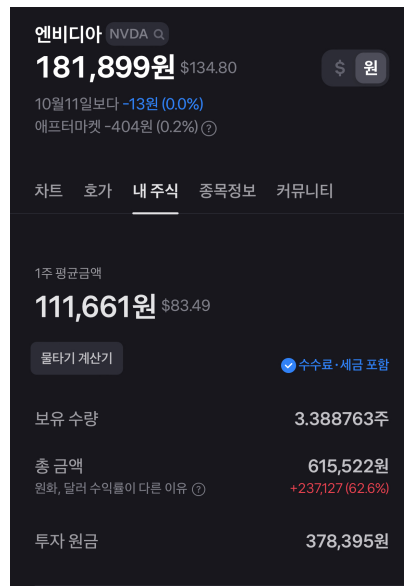 엔비디아 NVDA
181,899원 $134.80
$ 원
10월11일보다 -13원 (0.0%)
애프터마켓 -404원 (0.2%) ?
차트 호가 내 주식 종목정보 커뮤니티
1주 평균금액
111,661원 $83.49
물타기 계산기
수수료·세금 포함
보유 수량 3.388763주
총 금액 615,522원
원화, 달러 수익률이 다른 이유 ? +237,127 (62.6%)
투자 원금 378,395원